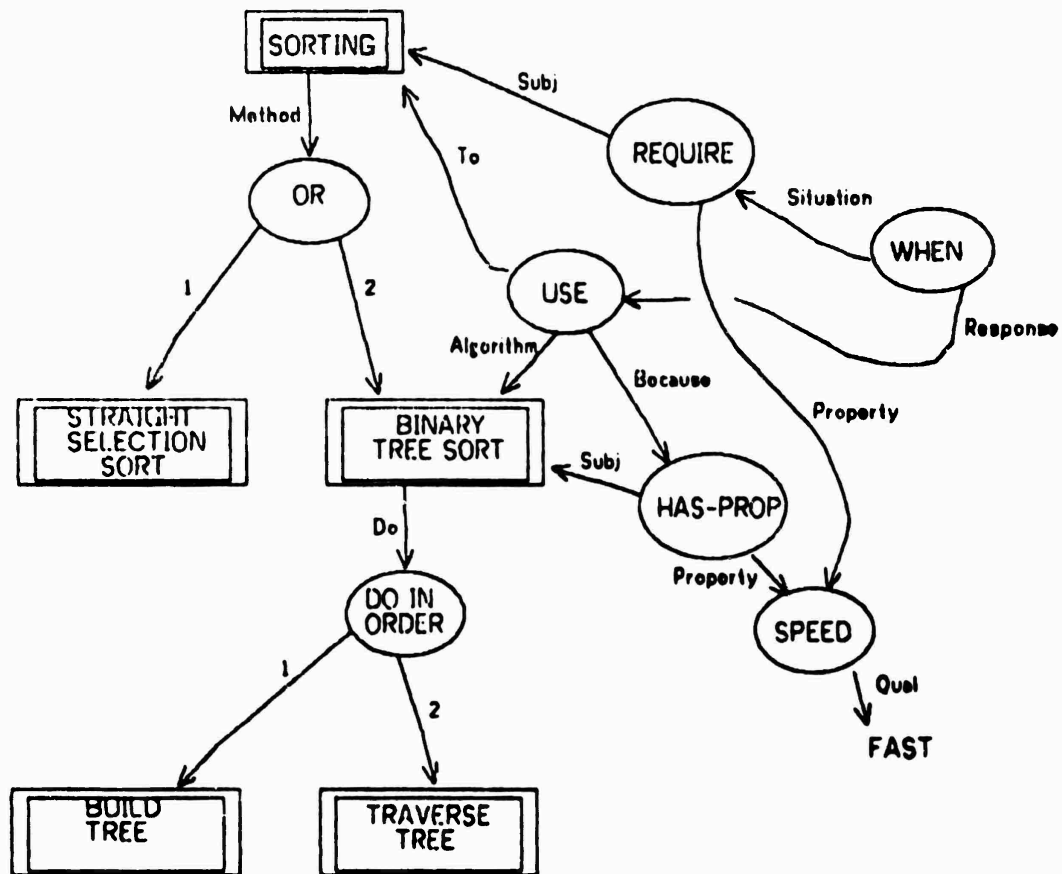 SORTING
Subj
Method
REQUIRE
To
OR
Situation
WHEN
1
2
USE
Response
Algorithm
Bocause
Property
STRAIGHT
SELECTION
SORT
BINARY
TREE SORT
Subj
HAS-PROP
Do
Property
DO IN
ORDER
SPEED
1
2
Qual
FAST
BUILD
TREE
TRAVERSE
TREE